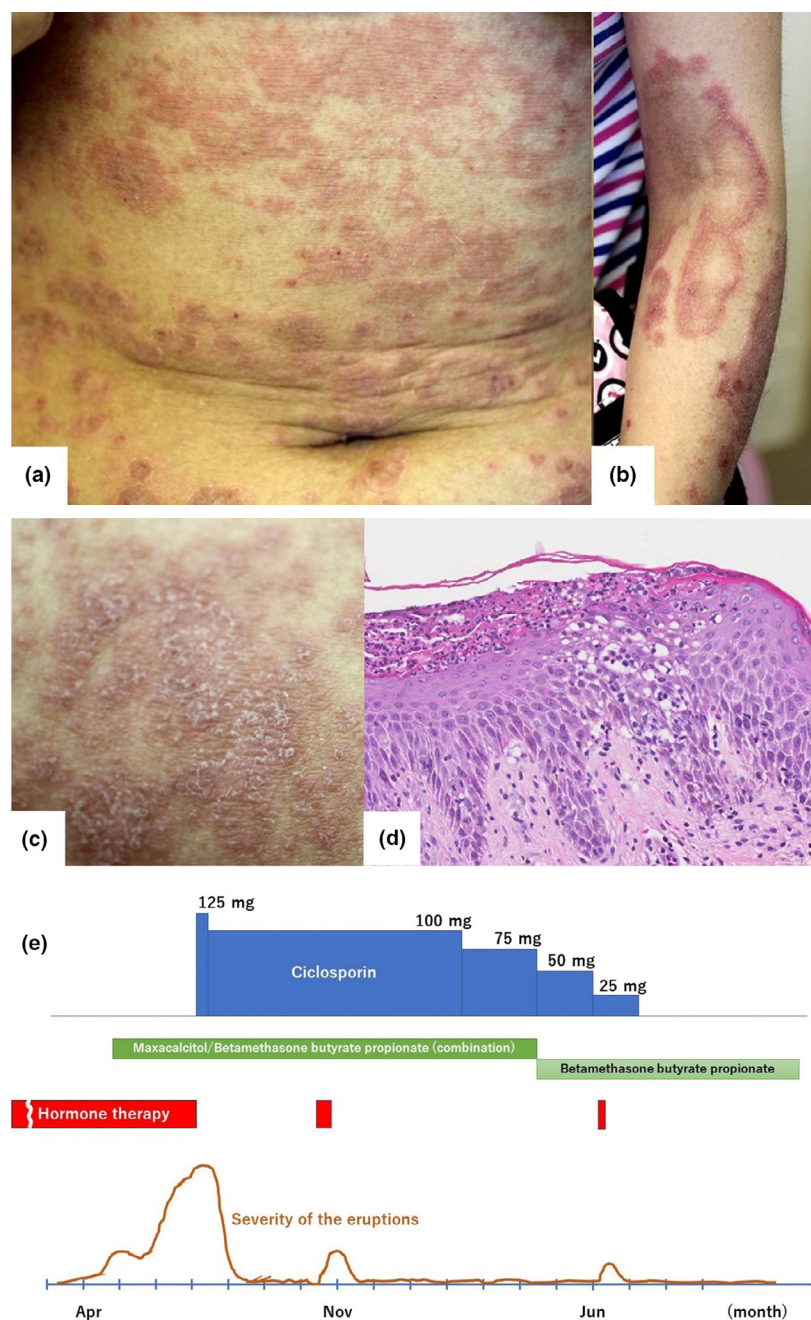 (a)
(b)
(c)
(d)
(e)
125 mg
100 mg
75 mg
50 mg
25 mg
Ciclosporin
Maxacalcitol/Betamethasone butyrate propionate (combination)
Betamethasone butyrate propionate
Hormone therapy
Severity of the eruptions
Apr
Nov
Jun
(month)